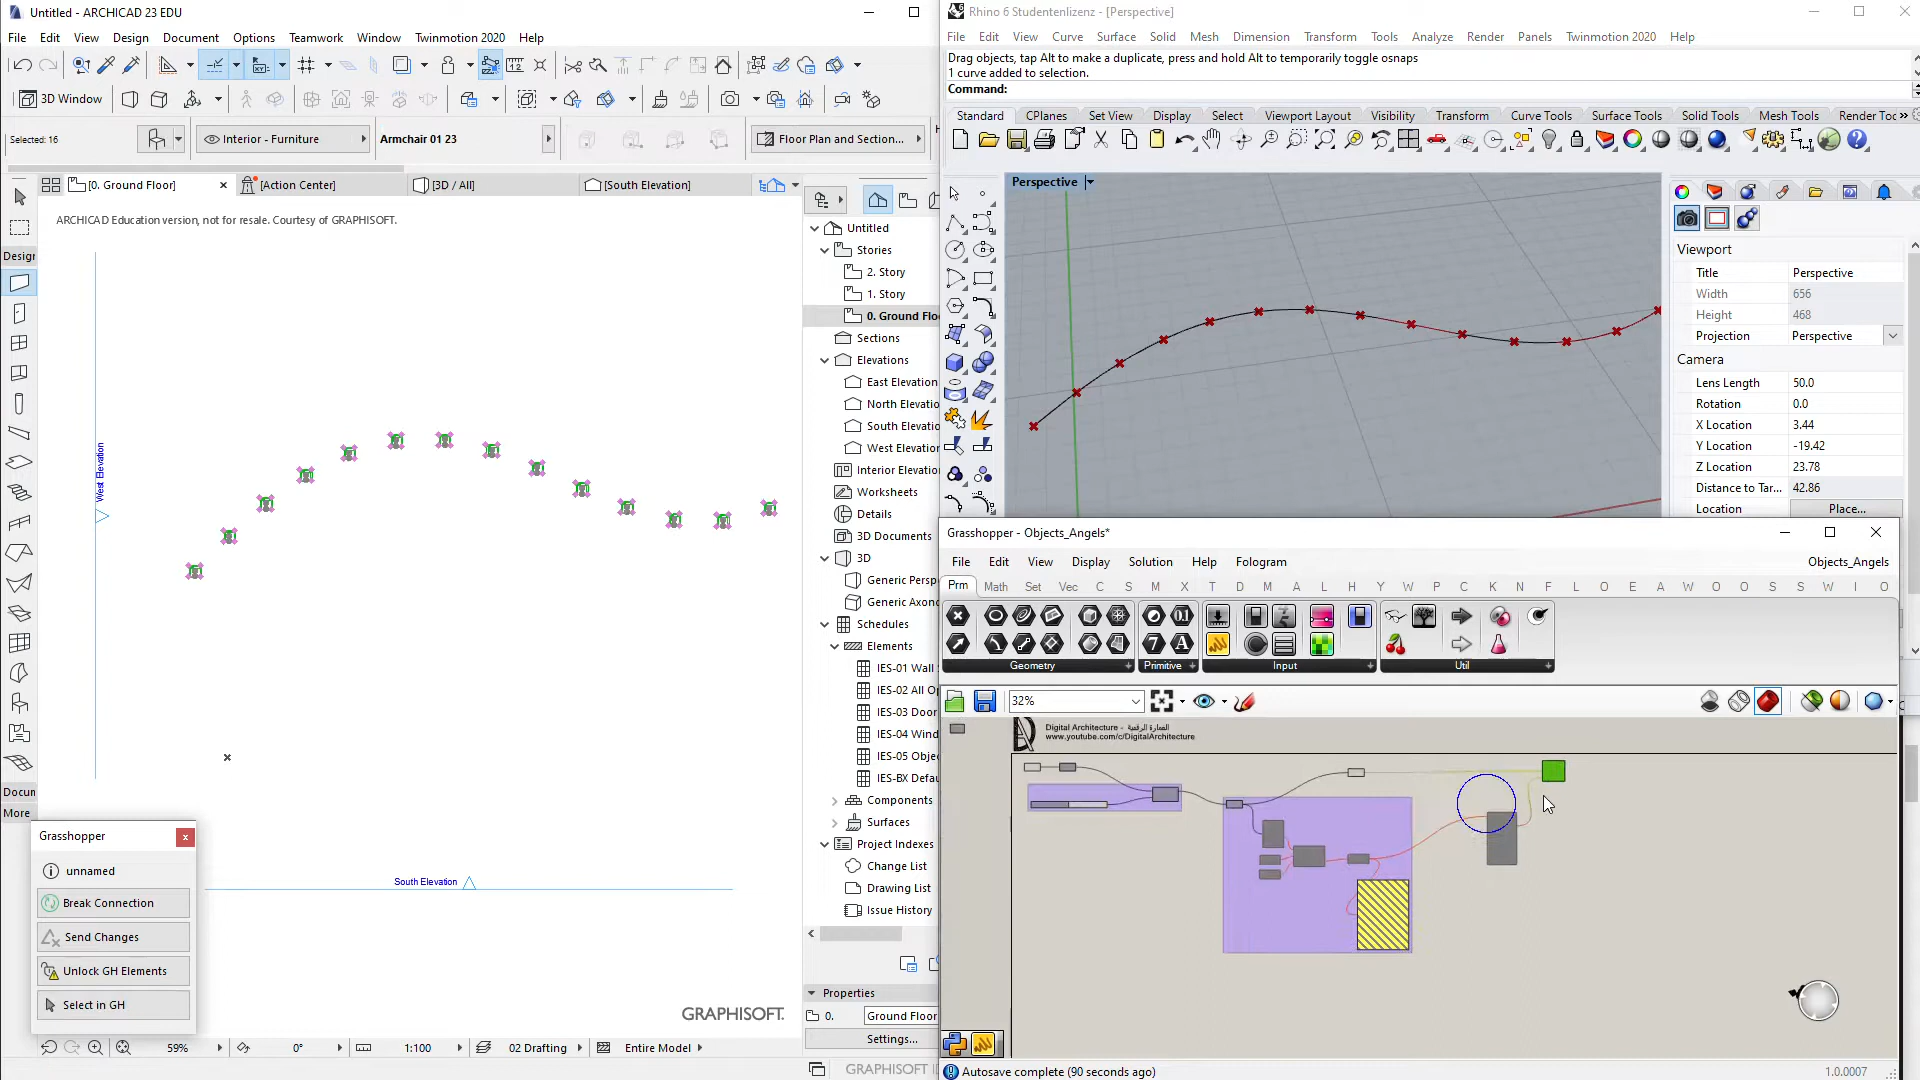 Untitled - ARCHICAD 23 EDU
File Edit View Design Document Options Teamwork Window Twinmotion 2020 Help
3D Window
Selected: 16
Interior - Furniture
Armchair 01 23
Floor Plan and Section...
[0. Ground Floor]
[Action Center]
[3D / All]
[South Elevation]
ARCHICAD Education version, not for resale. Courtesy of GRAPHISOFT.
Design
West Elevation
South Elevation
Docum
More
Grasshopper
unnamed
Break Connection
Send Changes
Unlock GH Elements
Select in GH
GRAPHISOFT.
59%
0°
1:100
02 Drafting
Entire Model
Untitled
Stories
2. Story
1. Story
0. Ground Floo
Sections
Elevations
East Elevation
North Elevatio
South Elevatio
West Elevation
Interior Elevatio
Worksheets
Details
3D Documents
3D
Generic Persp
Generic Axono
Schedules
Elements
IES-01 Wall
IES-02 All Op
IES-03 Door
IES-04 Wind
IES-05 Obje
IES-BX Defau
Components
Surfaces
Project Indexes
Change List
Drawing List
Issue History
Properties
0.
Ground Floor
Settings...
GRAPHISOFT I
Rhino 6 Studentenlizenz - [Perspective]
File Edit View Curve Surface Solid Mesh Dimension Transform Tools Analyze Render Panels Twinmotion 2020 Help
Drag objects, tap Alt to make a duplicate, press and hold Alt to temporarily toggle osnaps
1 curve added to selection.
Command:
Standard CPlanes Set View Display Select Viewport Layout Visibility Transform Curve Tools Surface Tools Solid Tools Mesh Tools Render Toc »
Perspective
Viewport
Title Perspective
Width 656
Height 468
Projection Perspective
Camera
Lens Length 50.0
Rotation 0.0
X Location 3.44
Y Location -19.42
Z Location 23.78
Distance to Tar... 42.86
Location Place...
Grasshopper - Objects_Angels*
File Edit View Display Solution Help Fologram
Objects_Angels
Prm Math Set Vec C S M X T D M A L H Y W P C K N F L O E A W O S S W I O
Geometry
Primitive
Input
Util
32%
Digital Architecture - العمارة الرقمية
www.youtube.com/c/DigitalArchitecture
Autosave complete (90 seconds ago)
1.0.0007